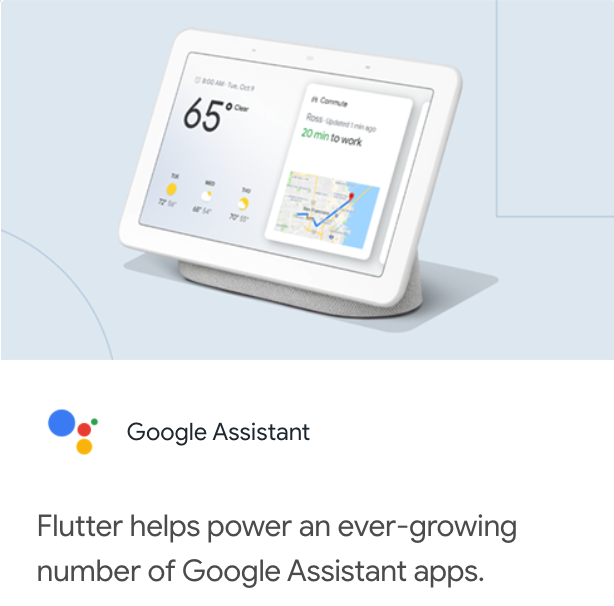 8:00 AM · Tue, Oct 9
65° Clear
TUE
72° 56°
WED
68° 54°
THU
70° 55°
Commute
Ross · Updated 1 min ago
20 min to work
San Francisco
Google Assistant
Flutter helps power an ever-growing
number of Google Assistant apps.